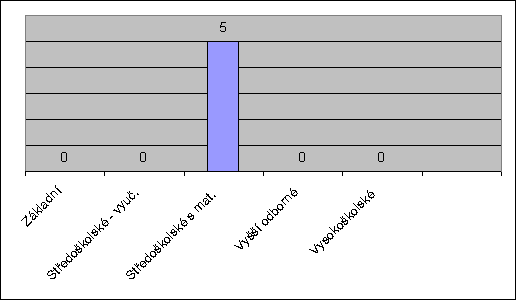 5
0 0 0 0
Základní
Středoškolské - vyuč.
Středoškolské s mat.
Vyšší odborné
Vysokoškolské